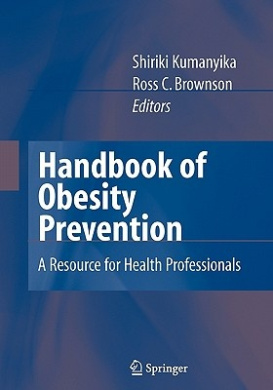 Shiriki Kumanyika
Ross C. Brownson
Editors
Handbook of
Obesity
Prevention
A Resource for Health Professionals
Springer